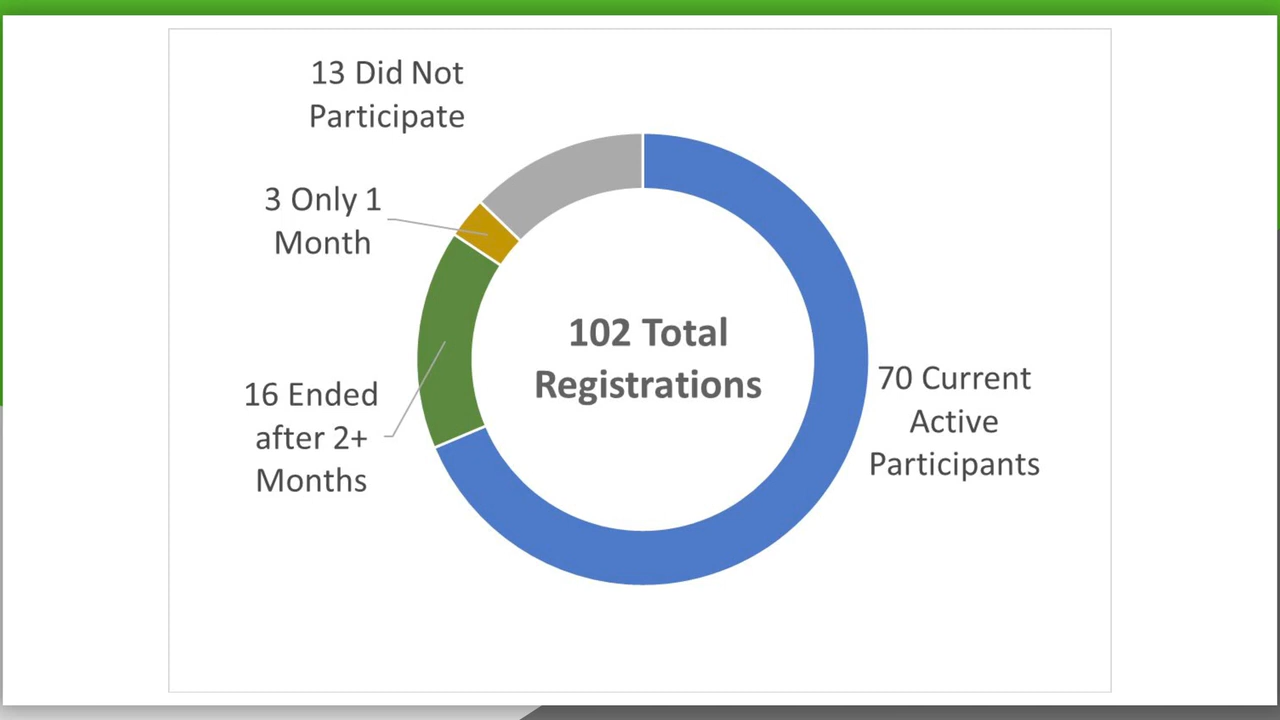 13 Did Not
Participate
3 Only 1
Month
102 Total
Registrations
16 Ended
after 2+
Months
70 Current
Active
Participants